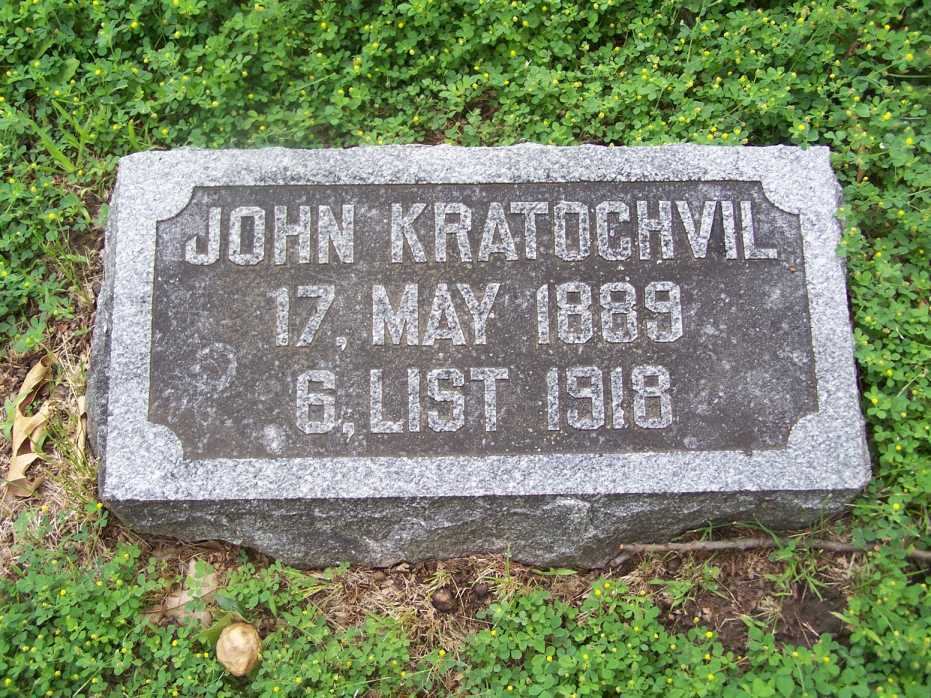 JOHN KRATOCHVIL
17, MAY 1889
6, LIST 1918